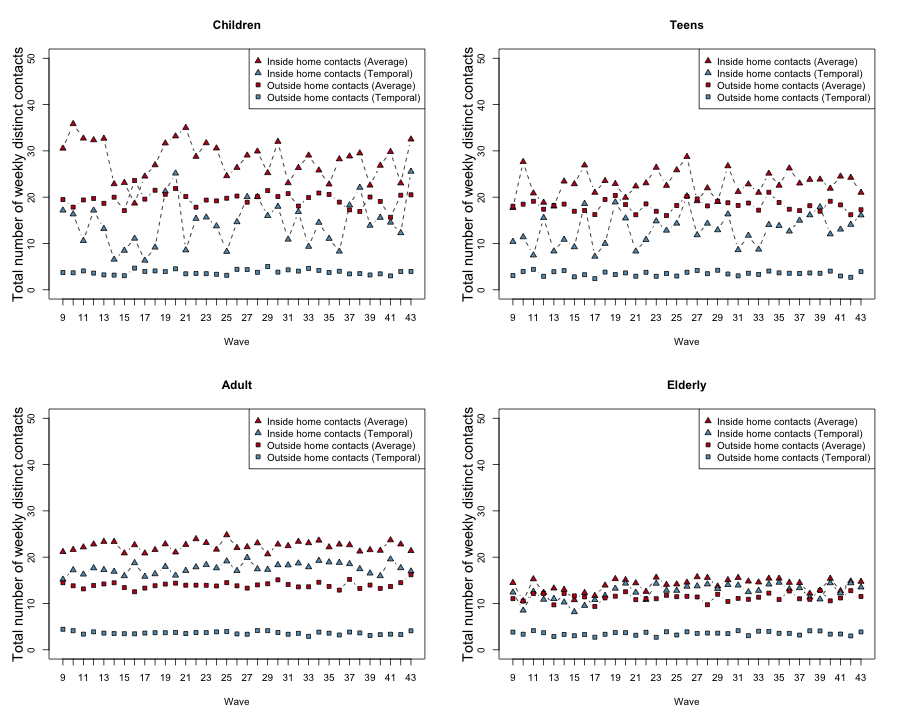 Children
Total number of weekly distinct contacts
50
40
30
20
10
0
Inside home contacts (Average)
Inside home contacts (Temporal)
Outside home contacts (Average)
Outside home contacts (Temporal)
9 11 13 15 17 19 21 23 25 27 29 31 33 35 37 39 41 43
Wave
Teens
Total number of weekly distinct contacts
50
40
30
20
10
0
Inside home contacts (Average)
Inside home contacts (Temporal)
Outside home contacts (Average)
Outside home contacts (Temporal)
9 11 13 15 17 19 21 23 25 27 29 31 33 35 37 39 41 43
Wave
Adult
Total number of weekly distinct contacts
50
40
30
20
10
0
Inside home contacts (Average)
Inside home contacts (Temporal)
Outside home contacts (Average)
Outside home contacts (Temporal)
9 11 13 15 17 19 21 23 25 27 29 31 33 35 37 39 41 43
Wave
Elderly
Total number of weekly distinct contacts
50
40
30
20
10
0
Inside home contacts (Average)
Inside home contacts (Temporal)
Outside home contacts (Average)
Outside home contacts (Temporal)
9 11 13 15 17 19 21 23 25 27 29 31 33 35 37 39 41 43
Wave